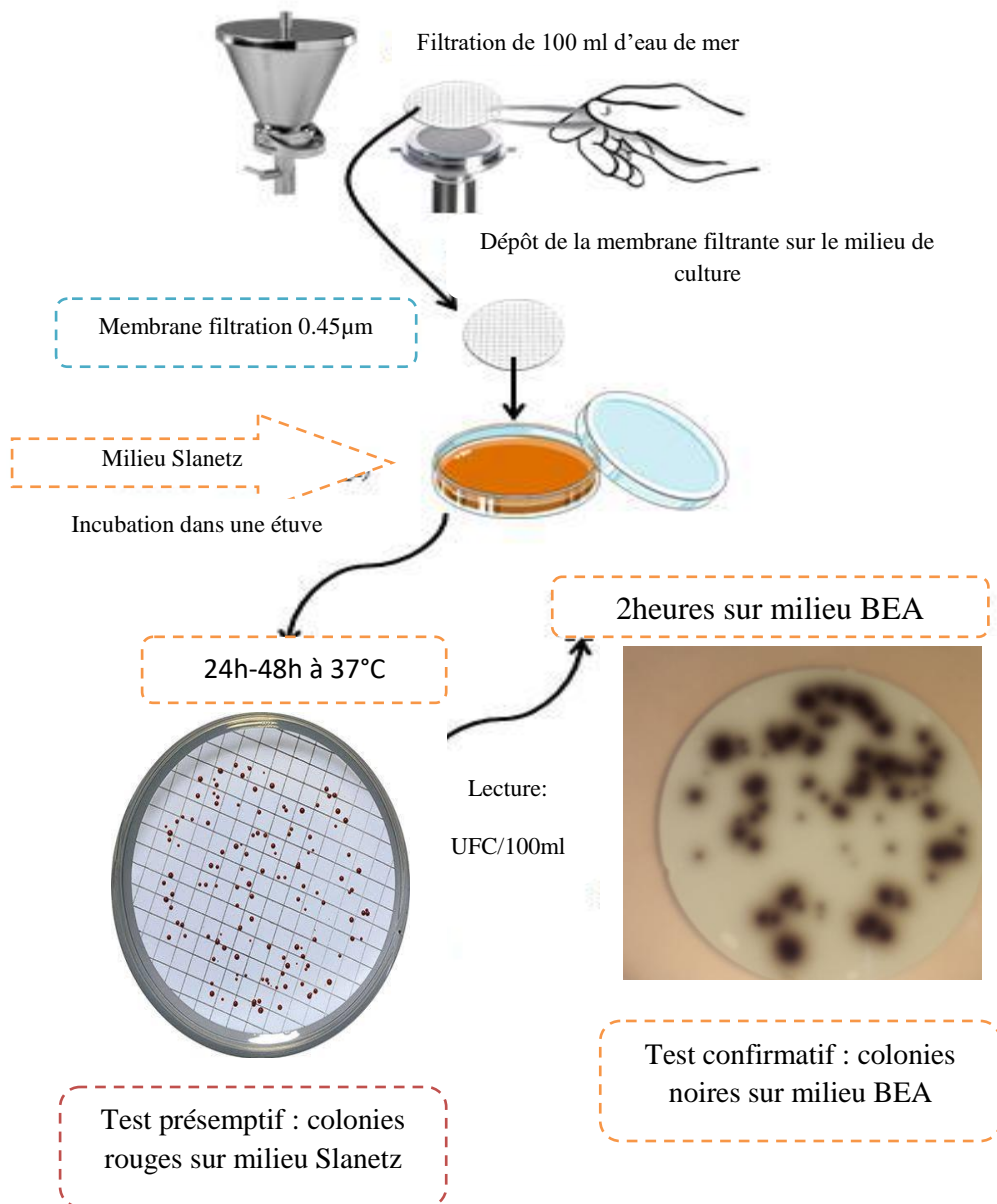 Filtration de 100 ml d'eau de mer
Dépôt de la membrane filtrante sur le milieu de
culture
Membrane filtration 0.45µm
Milieu Slanetz
Incubation dans une étuve
2heures sur milieu BEA
24h-48h à 37°C
Lecture:
UFC/100ml
Test confirmatif : colonies
noires sur milieu BEA
Test présemptif : colonies
rouges sur milieu Slanetz